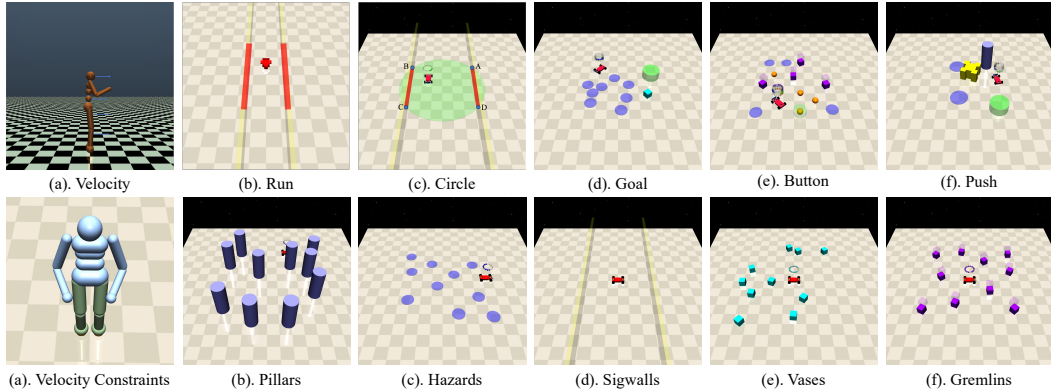 B
A
C
D
(a). Velocity
(b). Run
(c). Circle
(d). Goal
(e). Button
(f). Push
(a). Velocity Constraints
(b). Pillars
(c). Hazards
(d). Sigwalls
(e). Vases
(f). Gremlins